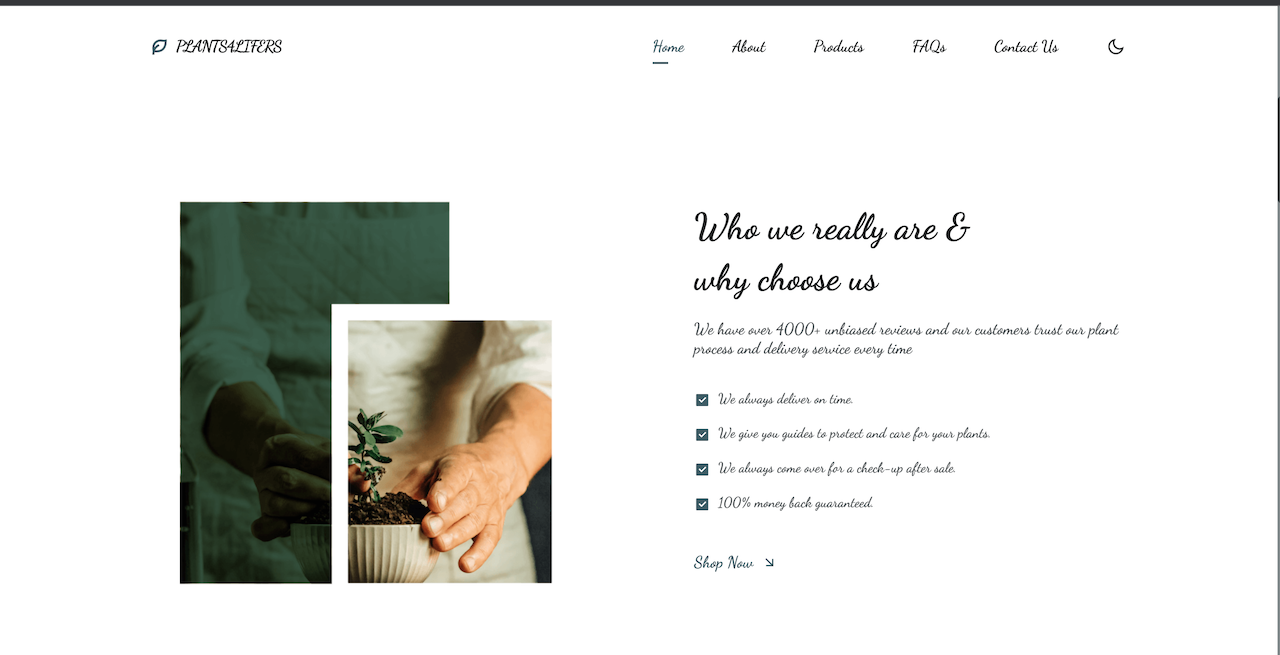 PLANTS4LIFERS
Home
About
Products
FAQs
Contact Us
Who we really are &
why choose us
We have over 4000+ unbiased reviews and our customers trust our plant
process and delivery service every time
We always deliver on time.
We give you guides to protect and care for your plants.
We always come over for a check-up after sale.
100% money back guaranteed.
Shop Now